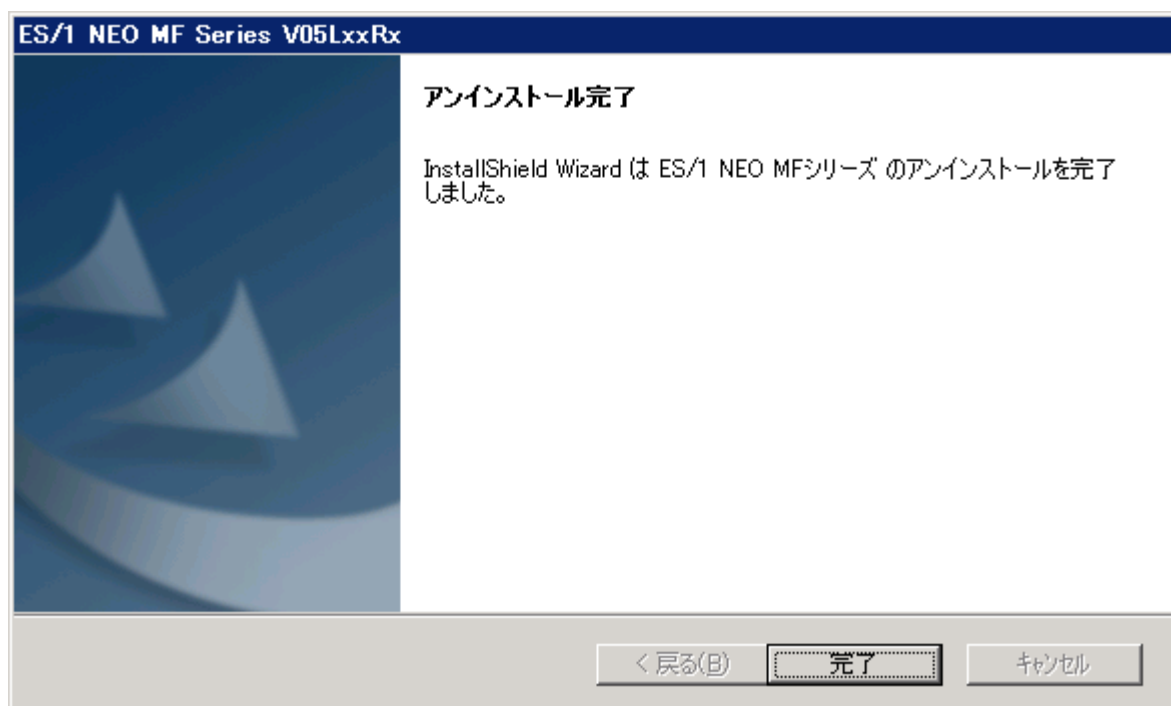 ES/1 NEO MF Series V05LxxRx
アンインストール完了
InstallShield Wizard は ES/1 NEO MFシリーズ のアンインストールを完了
しました。
< 戻る(B)
完了
キャンセル